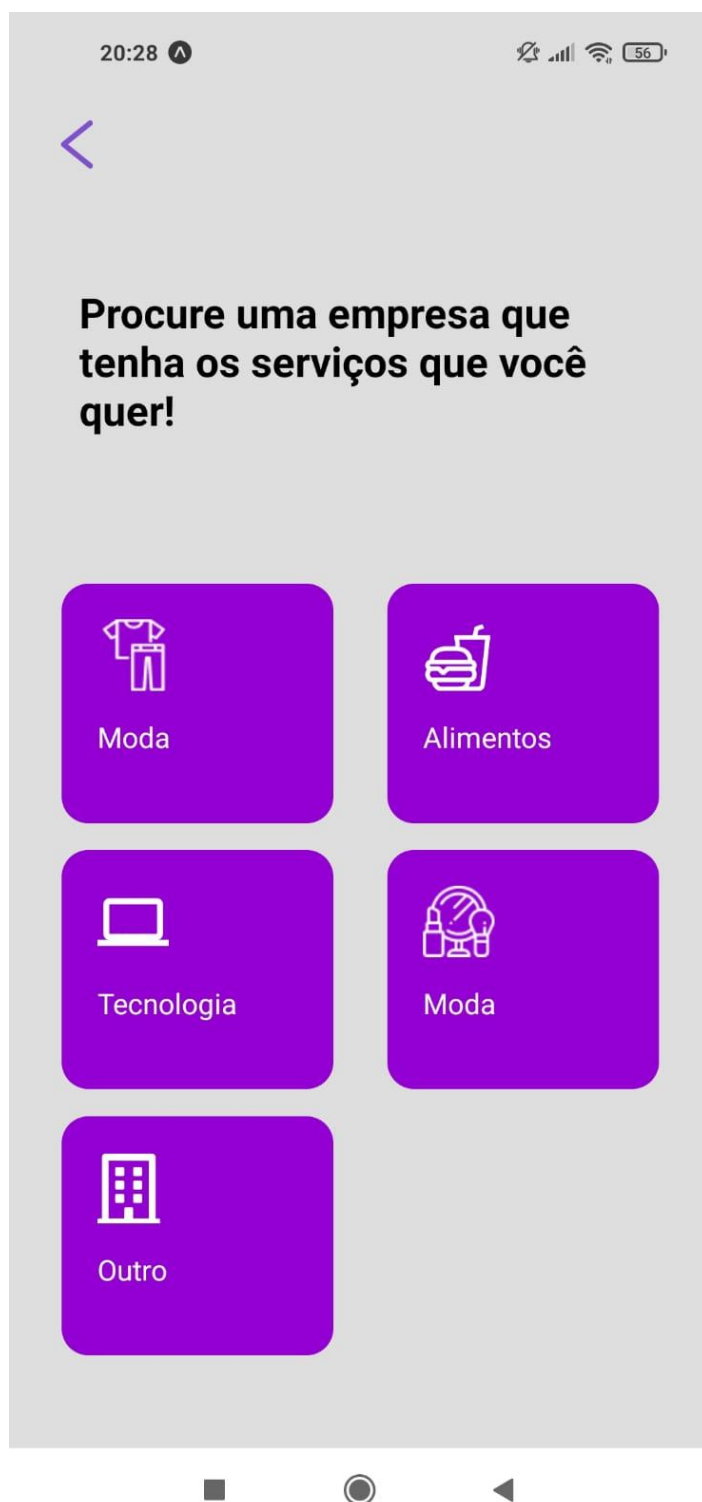 20:28
56
Procure uma empresa que
tenha os serviços que você
quer!
Moda
Alimentos
Tecnologia
Moda
Outro